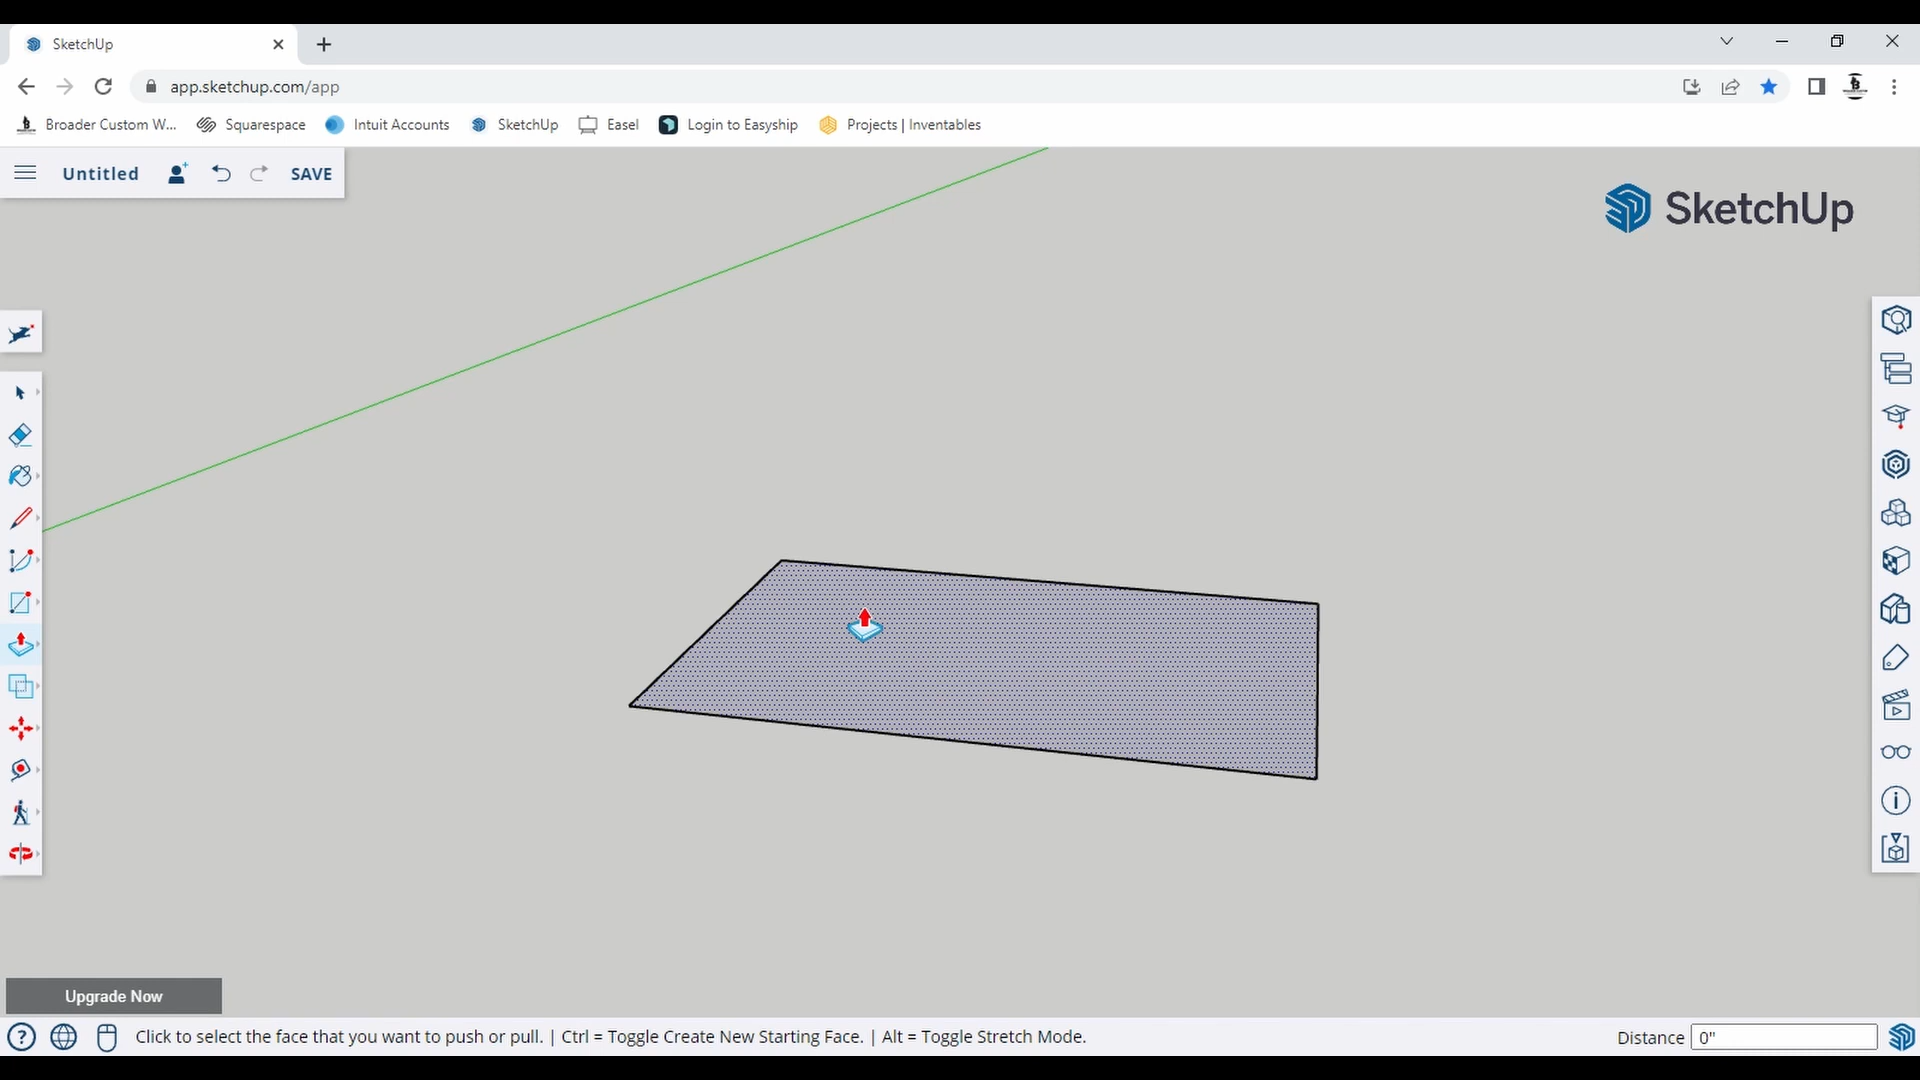 SketchUp
app.sketchup.com/app
Broader Custom W... Squarespace Intuit Accounts SketchUp Easel Login to Easyship Projects | Inventables
Untitled SAVE
SketchUp
Upgrade Now
Click to select the face that you want to push or pull. | Ctrl = Toggle Create New Starting Face. | Alt = Toggle Stretch Mode. Distance 0"